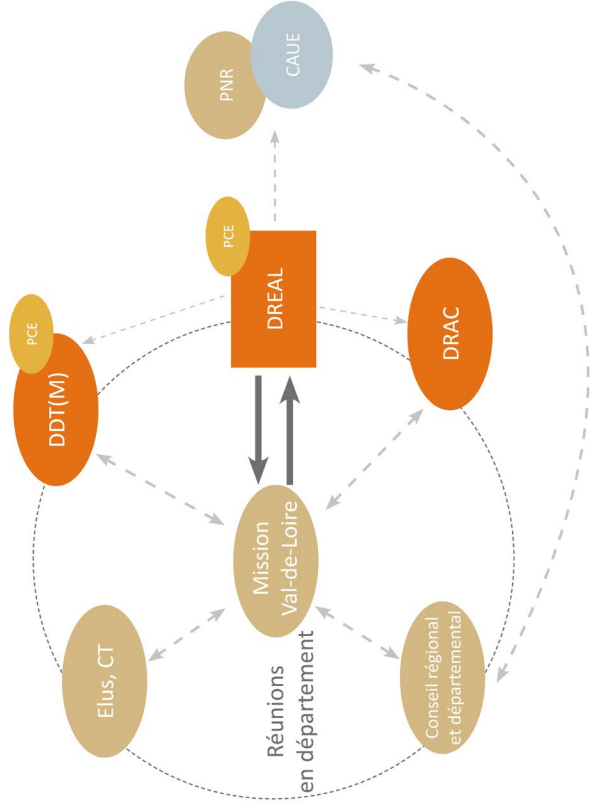 PCE
DDT(M)
Elus, CT
PCE
PNR
DREAL
CAUE
Mission
Val-de-Loire
Réunions
en département
Conseil régional
et départemental
DRAC